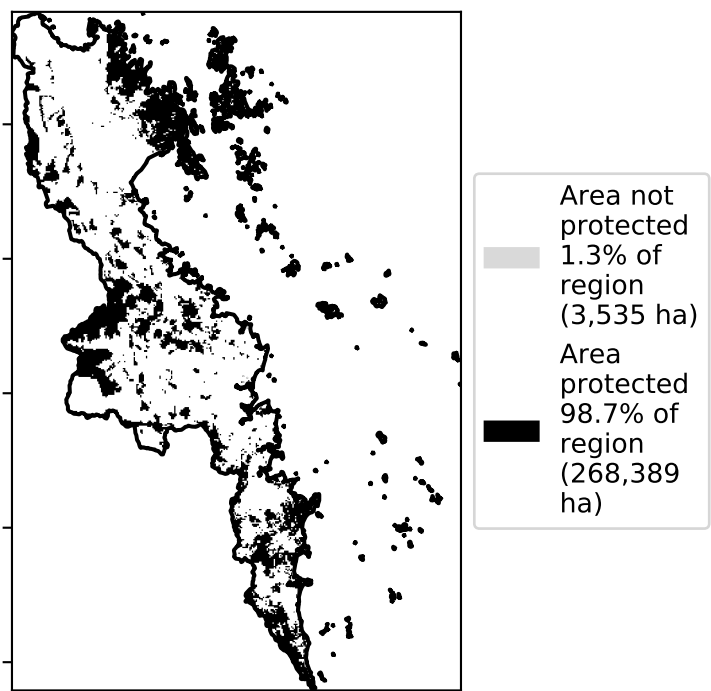 Area not
protected
1.3% of
region
(3,535 ha)
Area
protected
98.7% of
region
(268,389
ha)